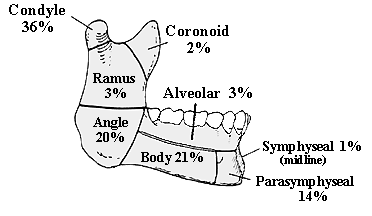 Condyle
36%
Coronoid
2%
Ramus
3%
Alveolar 3%
Angle
20%
Body 21%
Symphyseal 1%
(midline)
Parasymphyseal
14%